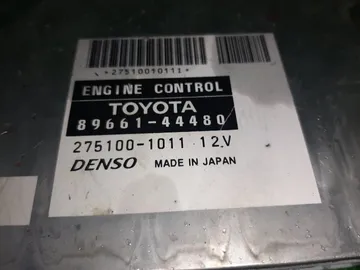 *27510010111*
ENGINE CONTROL
TOYOTA
89661-44480
275100-1011 12V
DENSO MADE IN JAPAN